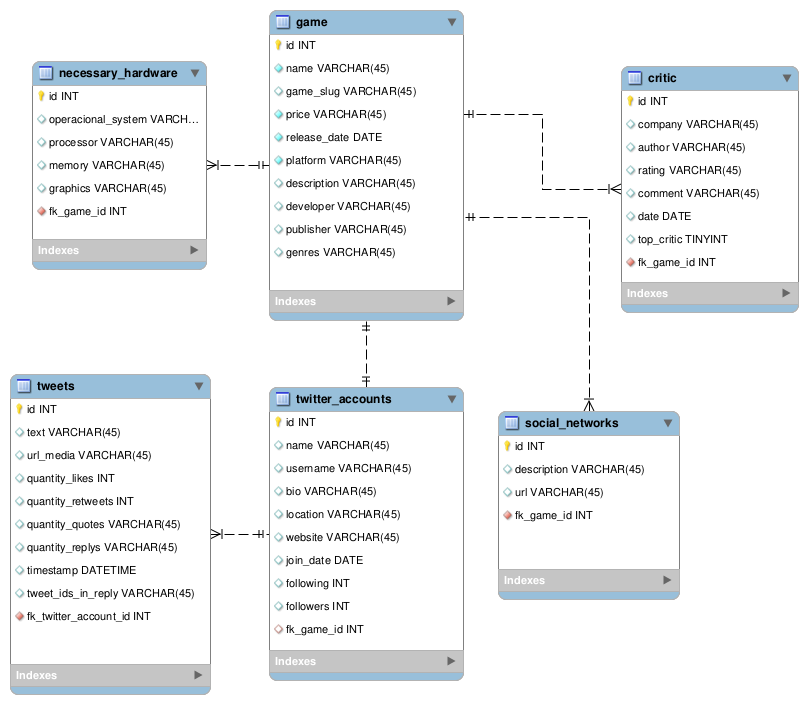 game
id INT
name VARCHAR(45)
game_slug VARCHAR(45)
price VARCHAR(45)
release_date DATE
platform VARCHAR(45)
description VARCHAR(45)
developer VARCHAR(45)
publisher VARCHAR(45)
genres VARCHAR(45)
Indexes
necessary_hardware
id INT
operacional_system VARCH...
processor VARCHAR(45)
memory VARCHAR(45)
graphics VARCHAR(45)
fk_game_id INT
Indexes
critic
id INT
company VARCHAR(45)
author VARCHAR(45)
rating VARCHAR(45)
comment VARCHAR(45)
date DATE
top_critic TINYINT
fk_game_id INT
Indexes
tweets
id INT
text VARCHAR(45)
url_media VARCHAR(45)
quantity_likes INT
quantity_retweets INT
quantity_quotes VARCHAR(45)
quantity_replys VARCHAR(45)
timestamp DATETIME
tweet_ids_in_reply VARCHAR(45)
fk_twitter_account_id INT
Indexes
twitter_accounts
id INT
name VARCHAR(45)
username VARCHAR(45)
bio VARCHAR(45)
location VARCHAR(45)
website VARCHAR(45)
join_date DATE
following INT
followers INT
fk_game_id INT
Indexes
social_networks
id INT
description VARCHAR(45)
url VARCHAR(45)
fk_game_id INT
Indexes